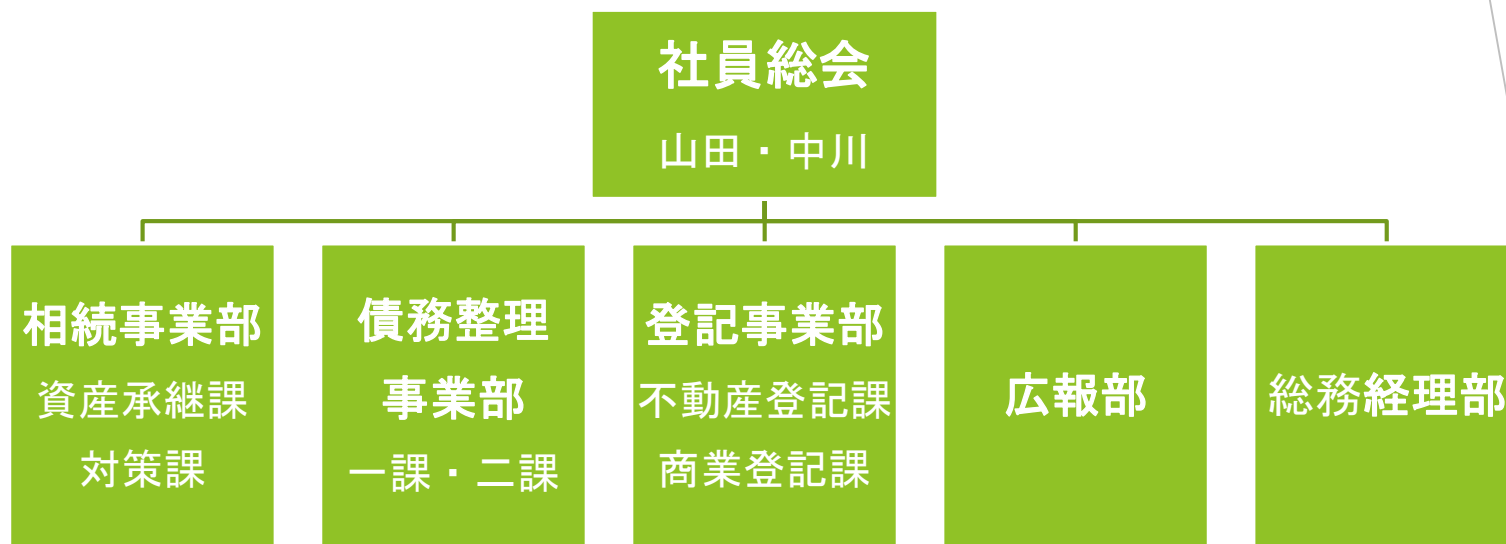 社員総会
山田・中川
相続事業部
資産承継課
対策課
債務整理
事業部
一課・二課
登記事業部
不動産登記課
商業登記課
広報部
総務経理部